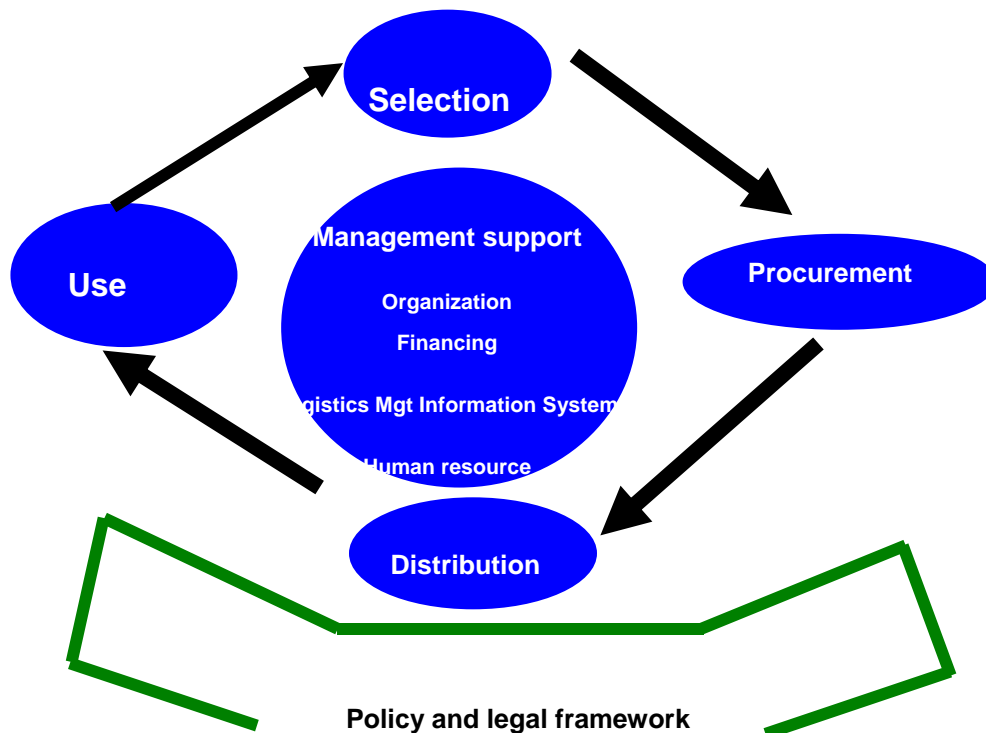 Selection
Management support
Use
Procurement
Organization
Financing
gistics Mgt Information System
Human resource
Distribution
Policy and legal framework